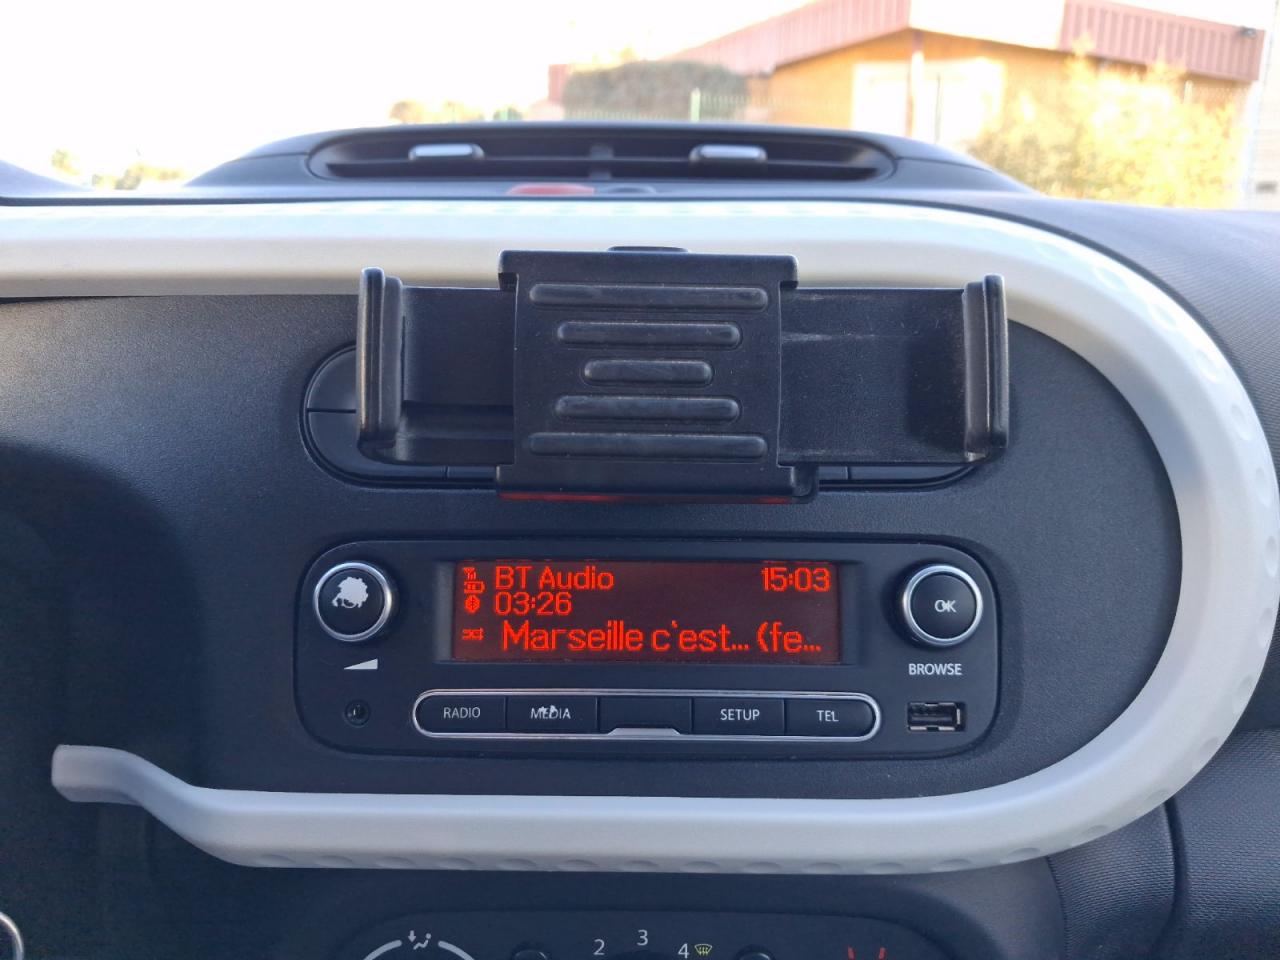 BT Audio 15:03
03:26
Marseille c'est... (fe...
OK
BROWSE
RADIO MEDIA SETUP TEL
2 3 4